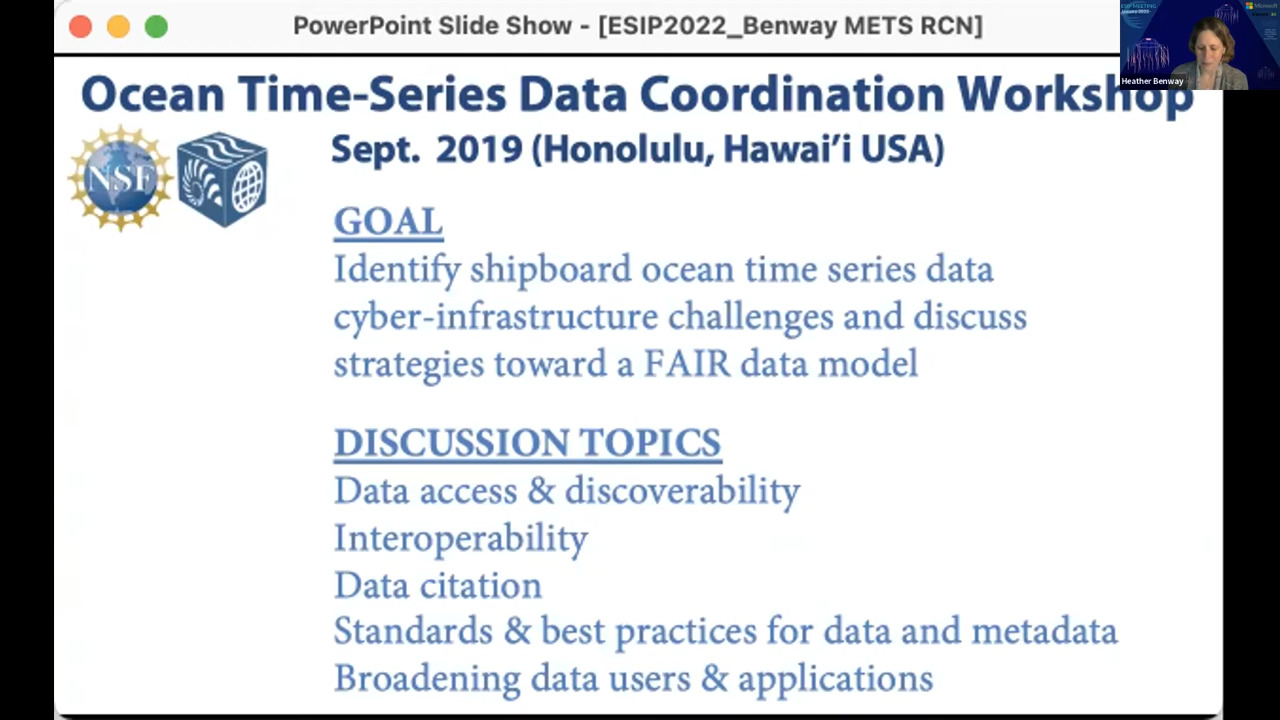 PowerPoint Slide Show - [ESIP2022_Benway METS RCN]
Heather Benway
Ocean Time-Series Data Coordination Workshop
Sept. 2019 (Honolulu, Hawai’i USA)
NSF
GOAL
Identify shipboard ocean time series data
cyber-infrastructure challenges and discuss
strategies toward a FAIR data model
DISCUSSION TOPICS
Data access & discoverability
Interoperability
Data citation
Standards & best practices for data and metadata
Broadening data users & applications